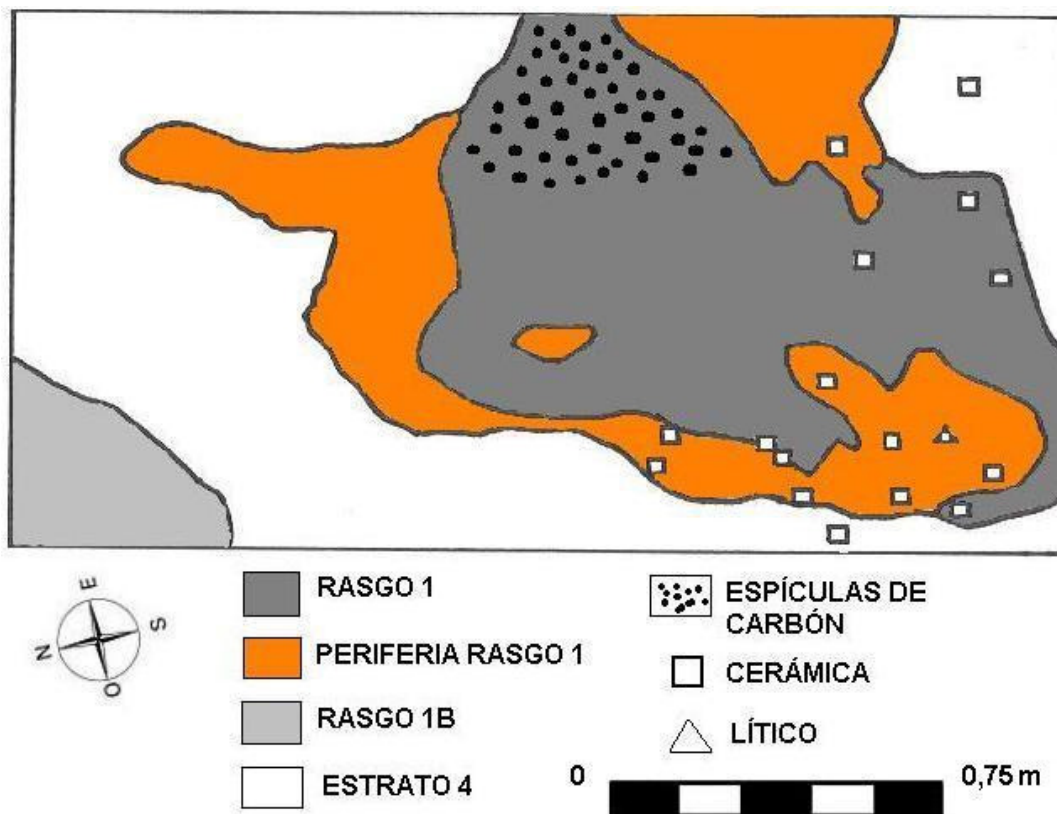 E
S
N
O
RASGO 1
PERIFERIA RASGO 1
RASGO 1B
ESTRATO 4
ESPÍCULAS DE
CARBÓN
CERÁMICA
LÍTICO
0
0,75 m